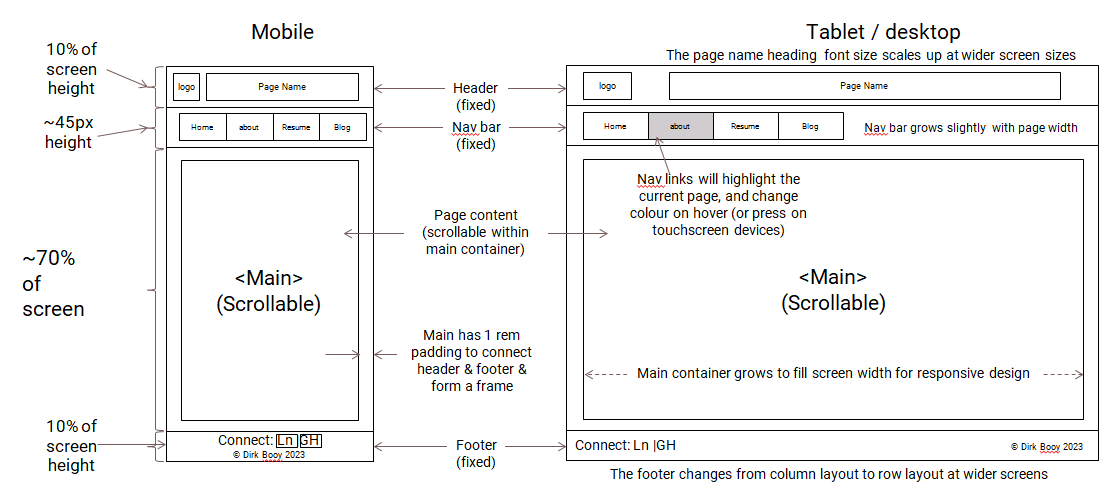 Mobile
Tablet / desktop
The page name heading font size scales up at wider screen sizes
10% of
screen
height
logo
Page Name
Header
(fixed)
logo
Page Name
~45px
height
Home
about
Resume
Blog
Nav bar
(fixed)
Home
about
Resume
Blog
Nav bar grows slightly with page width
Nav links will highlight the
current page, and change
colour on hover (or press on
touchscreen devices)
Page content
(scrollable within
main container)
~70%
of
screen
<Main>
(Scrollable)
<Main>
(Scrollable)
Main has 1 rem
padding to connect
header & footer &
form a frame
Main container grows to fill screen width for responsive design
10% of
screen
height
Connect: Ln GH
© Dirk Booy 2023
Footer
(fixed)
Connect: Ln |GH
© Dirk Booy 2023
The footer changes from column layout to row layout at wider screens